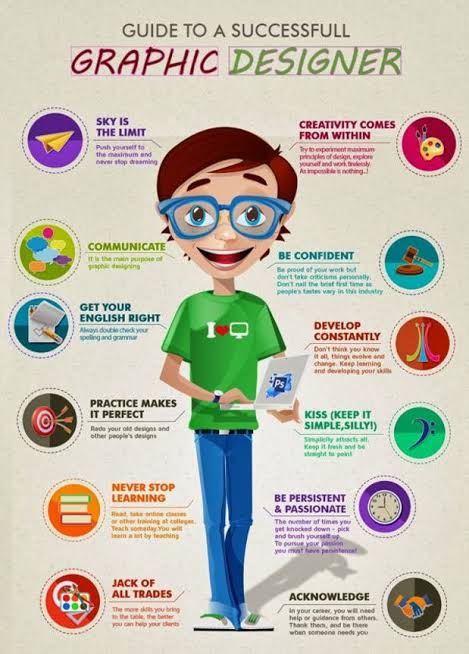 GUIDE TO A SUCCESSFULL
GRAPHIC DESIGNER
SKY IS
THE LIMIT
Push yourself to
the maximum and
never stop dreaming
CREATIVITY COMES
FROM WITHIN
Try to experiment maximum
principles of design, explore
yourself and work tirelessly.
As impossible is nothing..!
COMMUNICATE
It is the main purpose of
graphic designing
BE CONFIDENT
Be proud of your work but
don't take criticisms personally.
Don't nail the brief first time as
people's tastes vary in this industry
GET YOUR
ENGLISH RIGHT
Always double check your
spelling and grammar
DEVELOP
CONSTANTLY
Don't think you know
it all, things evolve and
change. Keep learning
and developing your skills
I
Ps
PRACTICE MAKES
IT PERFECT
Redo your old designs and
other people's designs
KISS (KEEP IT
SIMPLE,SILLY!)
Simplicity attracts all.
Keep it fresh and be
straight to point
NEVER STOP
LEARNING
Read, take online classes
or other training at colleges.
Teach someday.You will
learn a lot by teaching
BE PERSISTENT
& PASSIONATE
The number of times you
get knocked down - pick
and brush yourself up.
To pursue your passion
you must have persistence!
JACK OF
ALL TRADES
The more skills you bring
to the table, the better
you can help your clients
ACKNOWLEDGE
In your career, you will need
help or guidance from others.
Thank them, and be there
when someone needs you